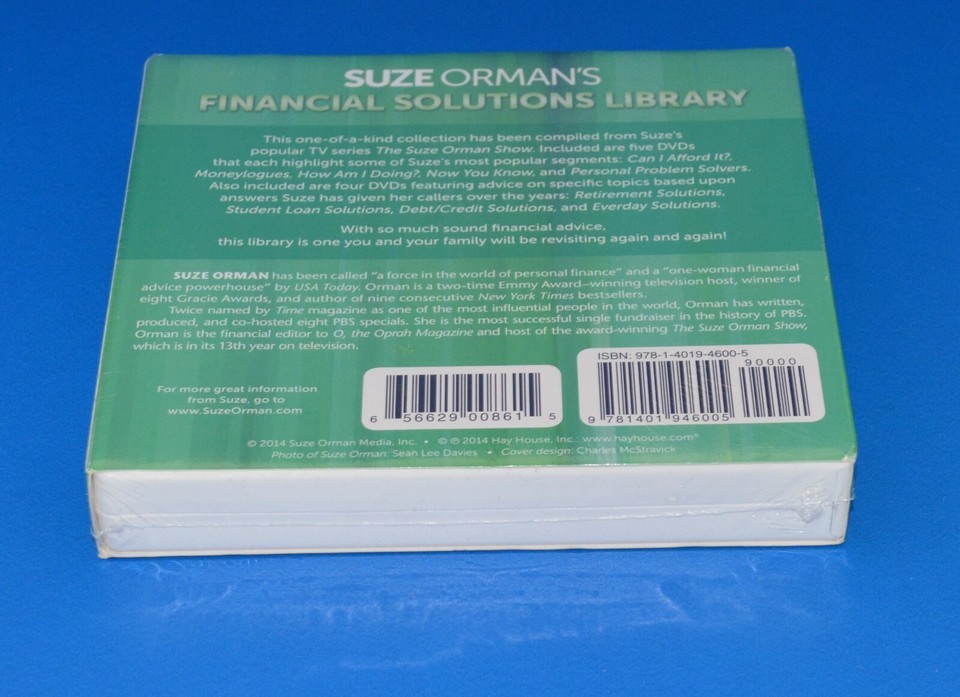 SUZE ORMAN'S
FINANCIAL SOLUTIONS LIBRARY
This one-of-a-kind collection has been compiled from Suze's
popular TV series The Suze Orman Show. Included are five DVDs
that each highlight some of Suze's most popular segments: Can I Afford It?,
Moneylogues, How Am I Doing?, Now You Know, and Personal Problem Solvers.
Also included are four DVDs featuring advice on specific topics based upon
answers Suze has given her callers over the years: Retirement Solutions,
Student Loan Solutions, Debt/Credit Solutions, and Everday Solutions.
With so much sound financial advice,
this library is one you and your family will be revisiting again and again!
SUZE ORMAN has been called "a force in the world of personal finance" and a "one-woman financial
advice powerhouse" by USA Today. Orman is a two-time Emmy Award–winning television host, winner of
eight Gracie Awards, and author of nine consecutive New York Times bestsellers.
Twice named by Time magazine as one of the most influential people in the world, Orman has written,
produced, and co-hosted eight PBS specials. She is the most successful single fundraiser in the history of PBS.
Orman is the financial editor to O, the Oprah Magazine and host of the award-winning The Suze Orman Show,
which is in its 13th year on television.
For more great information
from Suze, go to
www.SuzeOrman.com
6 56629 00861 5
ISBN: 978-1-4019-4600-5
90000
9 781401 946005
© 2014 Suze Orman Media, Inc. • © ℗ 2014 Hay House, Inc.: www.hayhouse.com®
Photo of Suze Orman: Sean Lee Davies • Cover design: Charles McStravick